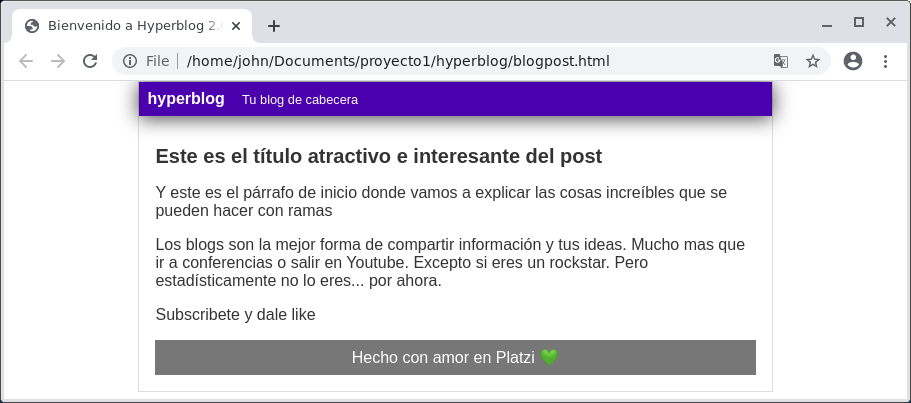 Bienvenido a Hyperblog 2.
File /home/john/Documents/proyecto1/hyperblog/blogpost.html
hyperblog Tu blog de cabecera
Este es el título atractivo e interesante del post
Y este es el párrafo de inicio donde vamos a explicar las cosas increíbles que se
pueden hacer con ramas
Los blogs son la mejor forma de compartir información y tus ideas. Mucho mas que
ir a conferencias o salir en Youtube. Excepto si eres un rockstar. Pero
estadísticamente no lo eres... por ahora.
Subscribete y dale like
Hecho con amor en Platzi 💚